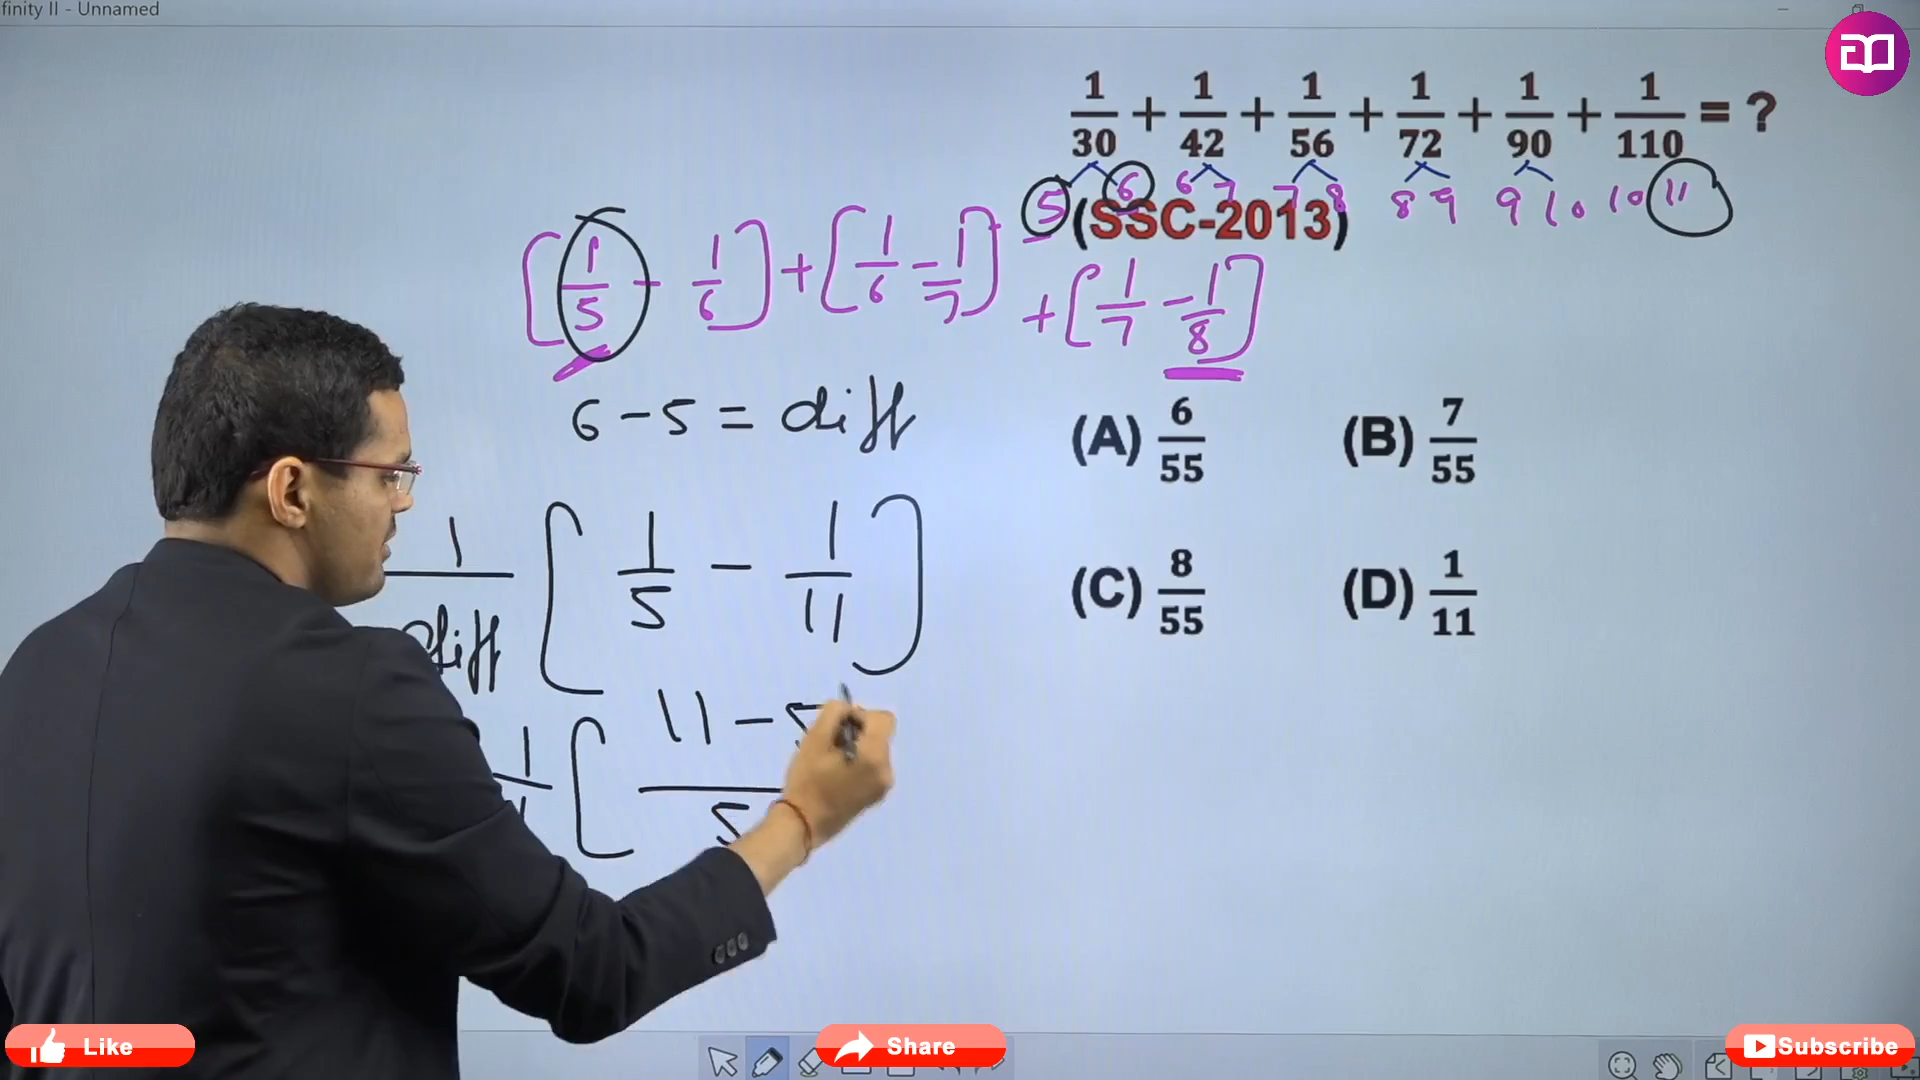 finity II - Unnamed
1/30 + 1/42 + 1/56 + 1/72 + 1/90 + 1/110 = ?
5 6 6 7 7 8 8 9 9 10 10 11
(SSC-2013)
[1/5 - 1/6] + [1/6 - 1/7]
+ [1/7 - 1/8]
6 - 5 = diff
(A) 6/55 (B) 7/55
1/diff [1/5 - 1/11]
(C) 8/55 (D) 1/11
1/1 [11 - 5/5
Like
Share
Subscribe